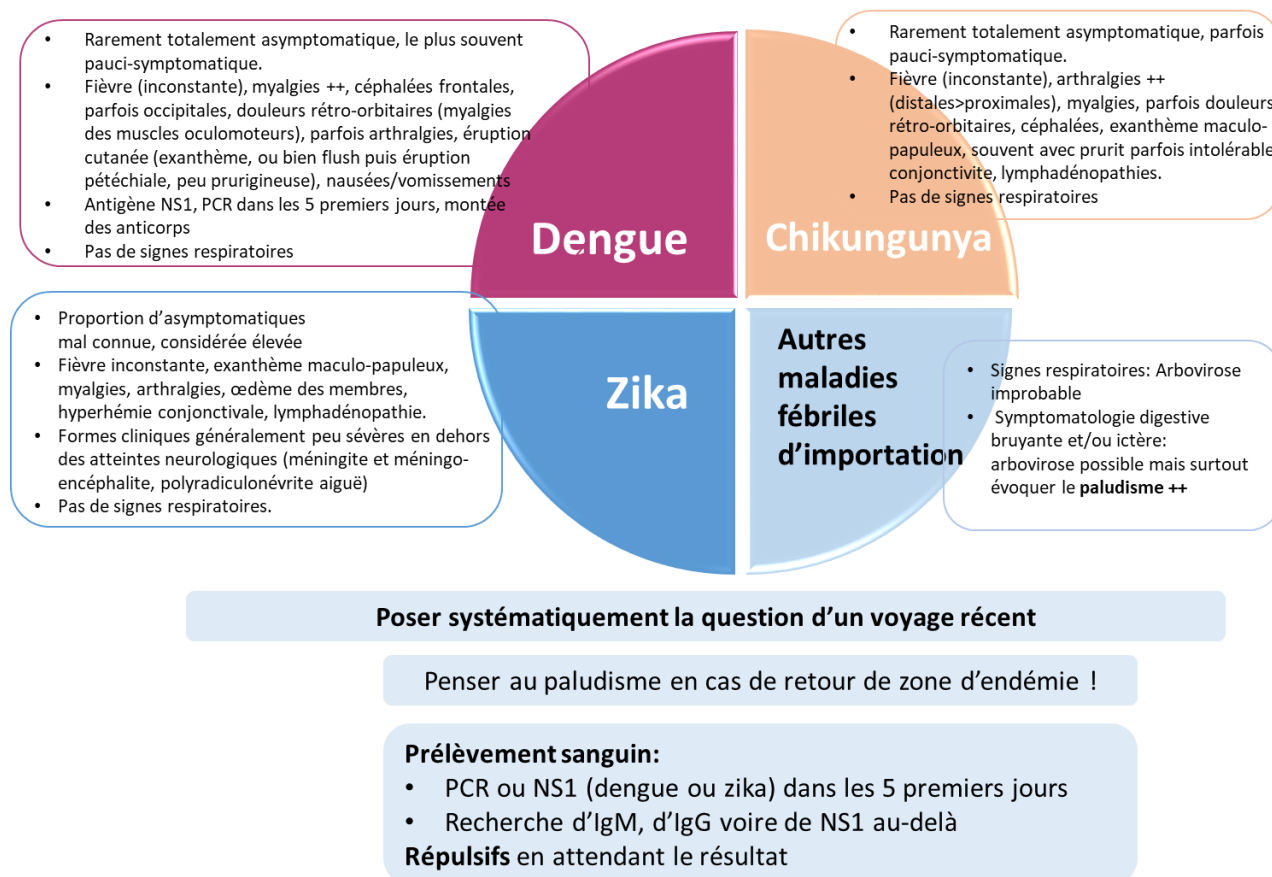 • Rarement totalement asymptomatique, le plus souvent
pauci-symptomatique.
• Fièvre (inconstante), myalgies ++, céphalées frontales,
parfois occipitales, douleurs rétro-orbitaires (myalgies
des muscles oculomoteurs), parfois arthralgies, éruption
cutanée (exanthème, ou bien flush puis éruption
pétéchiale, peu prurigineuse), nausées/vomissements
• Antigène NS1, PCR dans les 5 premiers jours, montée
des anticorps
• Pas de signes respiratoires
Dengue
• Rarement totalement asymptomatique, parfois
pauci-symptomatique.
• Fièvre (inconstante), arthralgies ++
(distales>proximales), myalgies, parfois douleurs
rétro-orbitaires, céphalées, exanthème maculo-
papuleux, souvent avec prurit parfois intolérable
conjonctivite, lymphadénopathies.
• Pas de signes respiratoires
Chikungunya
• Proportion d’asymptomatiques
mal connue, considérée élevée
• Fièvre inconstante, exanthème maculo-papuleux,
myalgies, arthralgies, œdème des membres,
hyperhémie conjonctivale, lymphadénopathie.
• Formes cliniques généralement peu sévères en dehors
des atteintes neurologiques (méningite et méningo-
encéphalite, polyradiculonévrite aiguë)
• Pas de signes respiratoires.
Zika
Autres
maladies
fébriles
d’importation
• Signes respiratoires: Arbovirose
improbable
• Symptomatologie digestive
bruyante et/ou ictère:
arbovirose possible mais surtout
évoquer le paludisme ++
Poser systématiquement la question d’un voyage récent
Penser au paludisme en cas de retour de zone d’endémie !
Prélèvement sanguin:
• PCR ou NS1 (dengue ou zika) dans les 5 premiers jours
• Recherche d’IgM, d’IgG voire de NS1 au-delà
Répulsifs en attendant le résultat